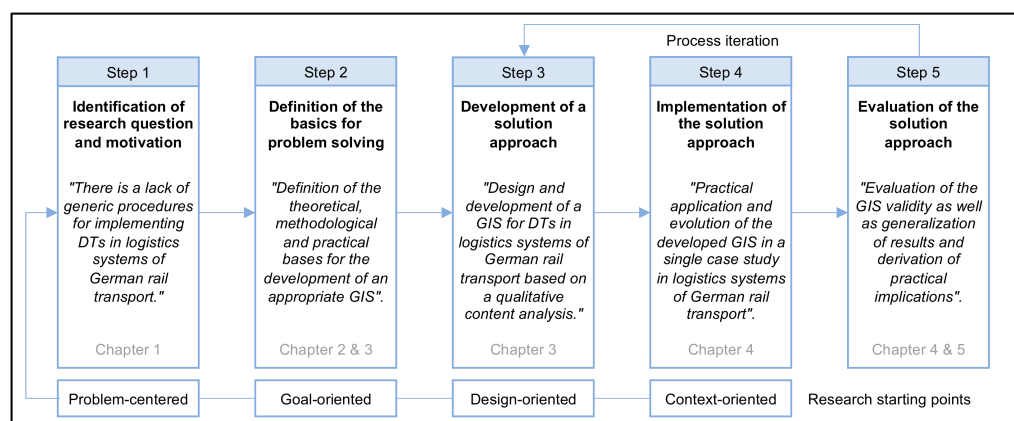 Process iteration
Step 1
Identification of
research question
and motivation
"There is a lack of
generic procedures
for implementing
DTs in logistics
systems of
German rail
transport."
Chapter 1
Step 2
Definition of the
basics for
problem solving
"Definition of the
theoretical,
methodological
and practical
bases for the
development of an
appropriate GIS".
Chapter 2 & 3
Step 3
Development of a
solution
approach
"Design and
development of a
GIS for DTs in
logistics systems of
German rail
transport based on
a qualitative
content analysis."
Chapter 3
Step 4
Implementation of
the solution
approach
"Practical
application and
evolution of the
developed GIS in a
single case study
in logistics systems
of German rail
transport".
Chapter 4
Step 5
Evaluation of the
solution
approach
"Evaluation of the
GIS validity as well
as generalization
of results and
derivation of
practical
implications".
Chapter 4 & 5
Problem-centered
Goal-oriented
Design-oriented
Context-oriented
Research starting points